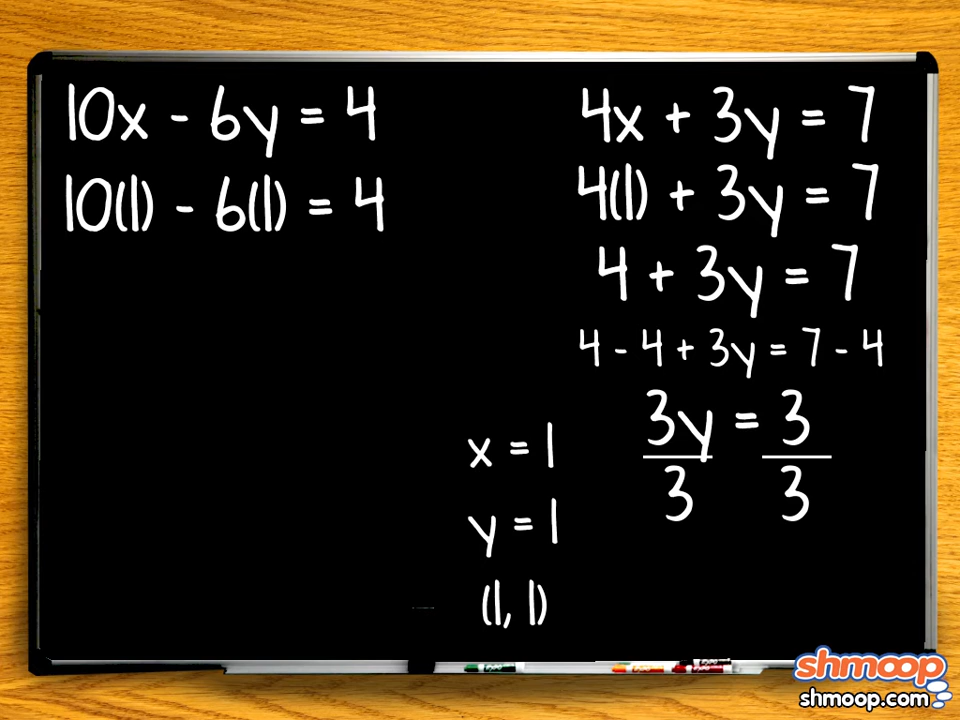 10x - 6y = 4
10(1) - 6(1) = 4
4x + 3y = 7
4(1) + 3y = 7
4 + 3y = 7
4 - 4 + 3y = 7 - 4
3y = 3
3 3
x = 1
y = 1
(1, 1)
shmoop
shmoop.com